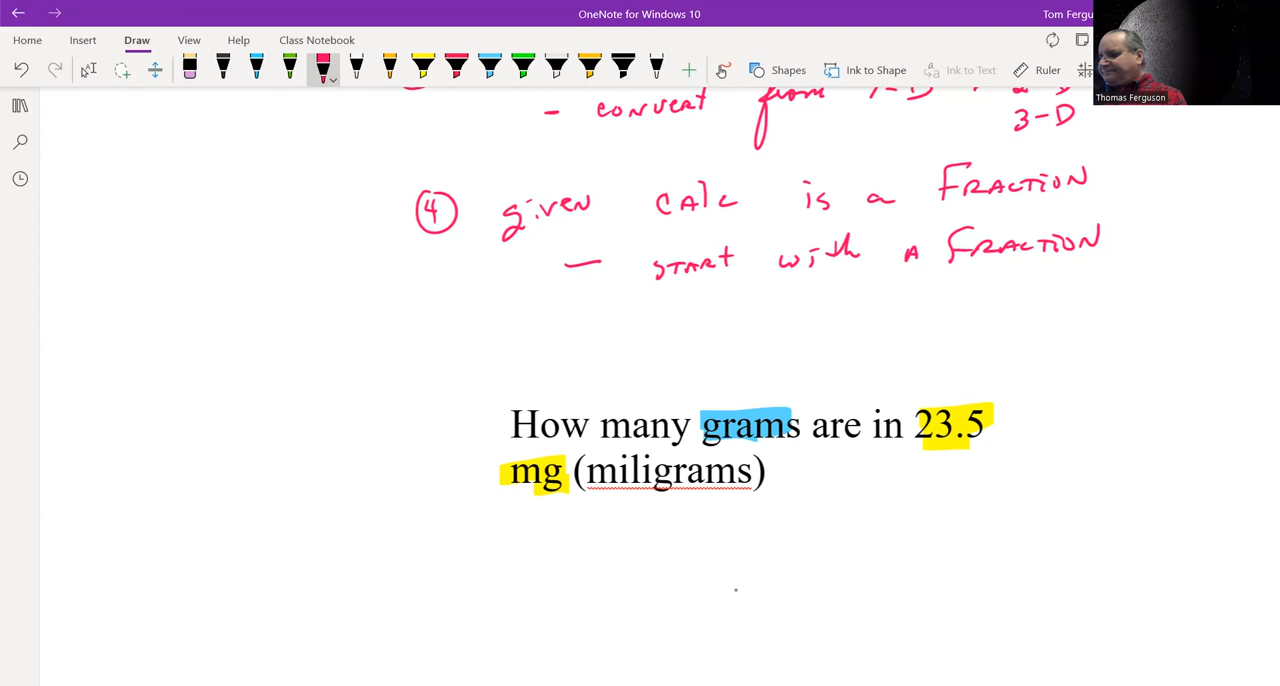 OneNote for Windows 10
Tom Fergu
Home Insert Draw View Help Class Notebook
Shapes Ink to Shape Ink to Text Ruler
Thomas Ferguson
- convert from
3-D
4 given calc is a Fraction
- start with a Fraction
How many grams are in 23.5
mg (miligrams)